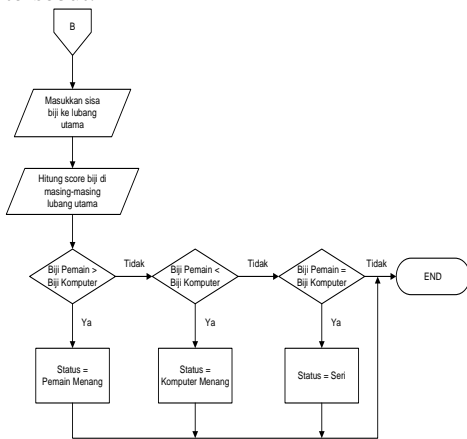 B
Masukkan sisa
biji ke lubang
utama
Hitung score biji di
masing-masing
lubang utama
Biji Pemain >
Biji Komputer
Tidak
Biji Pemain <
Biji Komputer
Tidak
Biji Pemain =
Biji Komputer
Tidak
END
Ya
Ya
Ya
Status =
Pemain Menang
Status =
Komputer Menang
Status = Seri